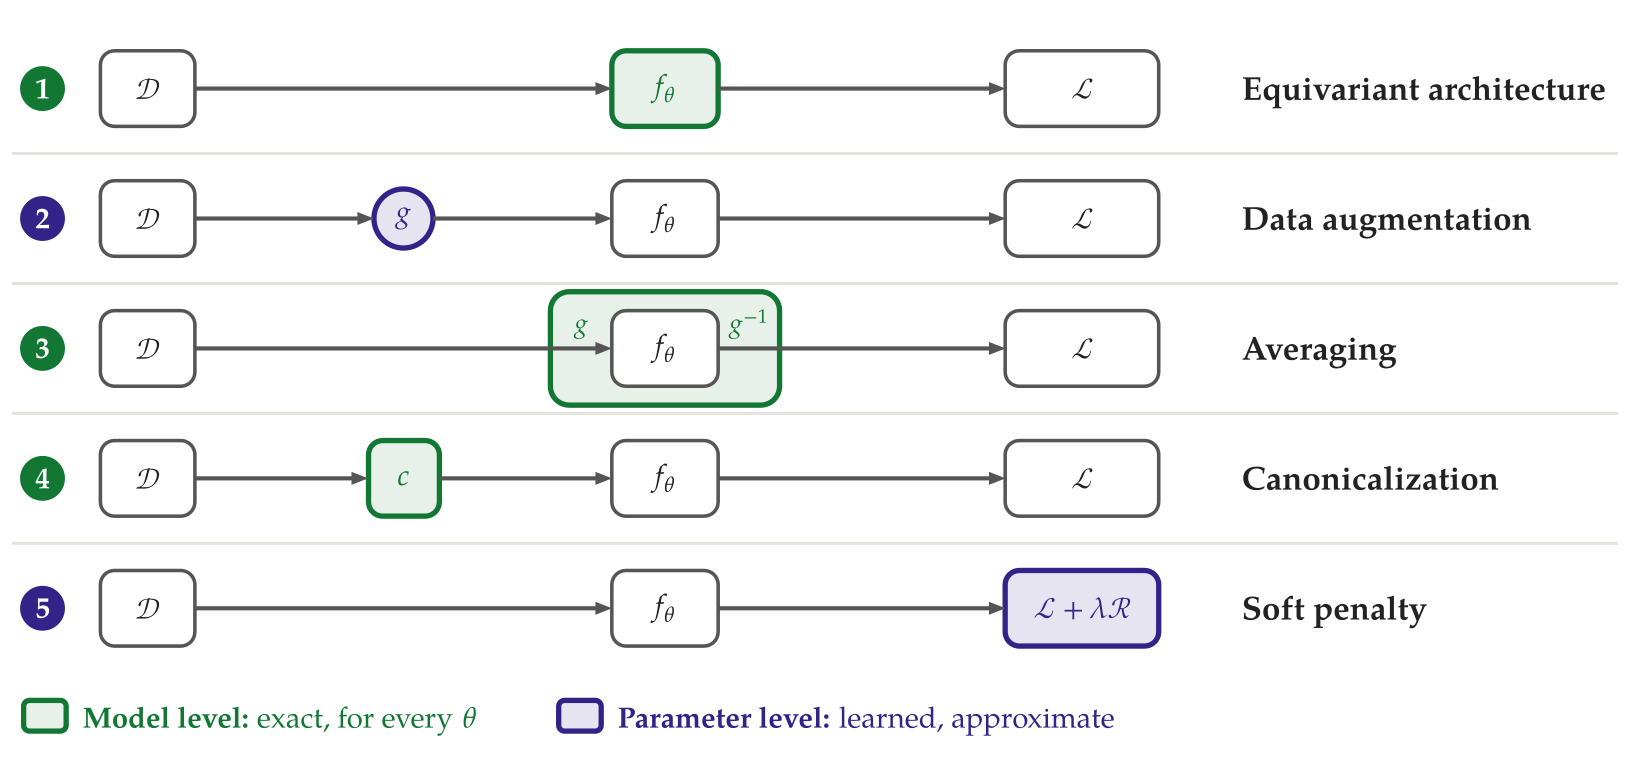 1 𝒟 f_θ ℒ Equivariant architecture
2 𝒟 g f_θ ℒ Data augmentation
3 𝒟 g f_θ g⁻¹ ℒ Averaging
4 𝒟 c f_θ ℒ Canonicalization
5 𝒟 f_θ ℒ + λℛ Soft penalty
Model level: exact, for every θ Parameter level: learned, approximate